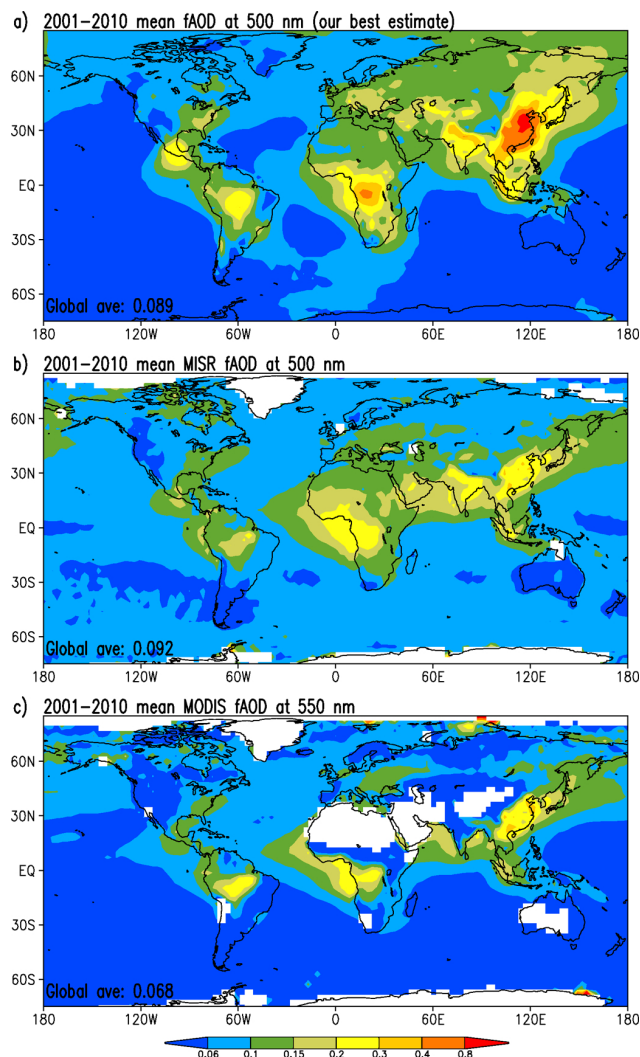 a) 2001-2010 mean fAOD at 500 nm (our best estimate)
60N
30N
EQ
30S
60S
Global ave: 0.089
180 120W 60W 0 60E 120E 180
b) 2001-2010 mean MISR fAOD at 500 nm
60N
30N
EQ
30S
60S
Global ave: 0.092
180 120W 60W 0 60E 120E 180
c) 2001-2010 mean MODIS fAOD at 550 nm
60N
30N
EQ
30S
60S
Global ave: 0.068
180 120W 60W 0 60E 120E 180
0.06 0.1 0.15 0.2 0.3 0.4 0.8